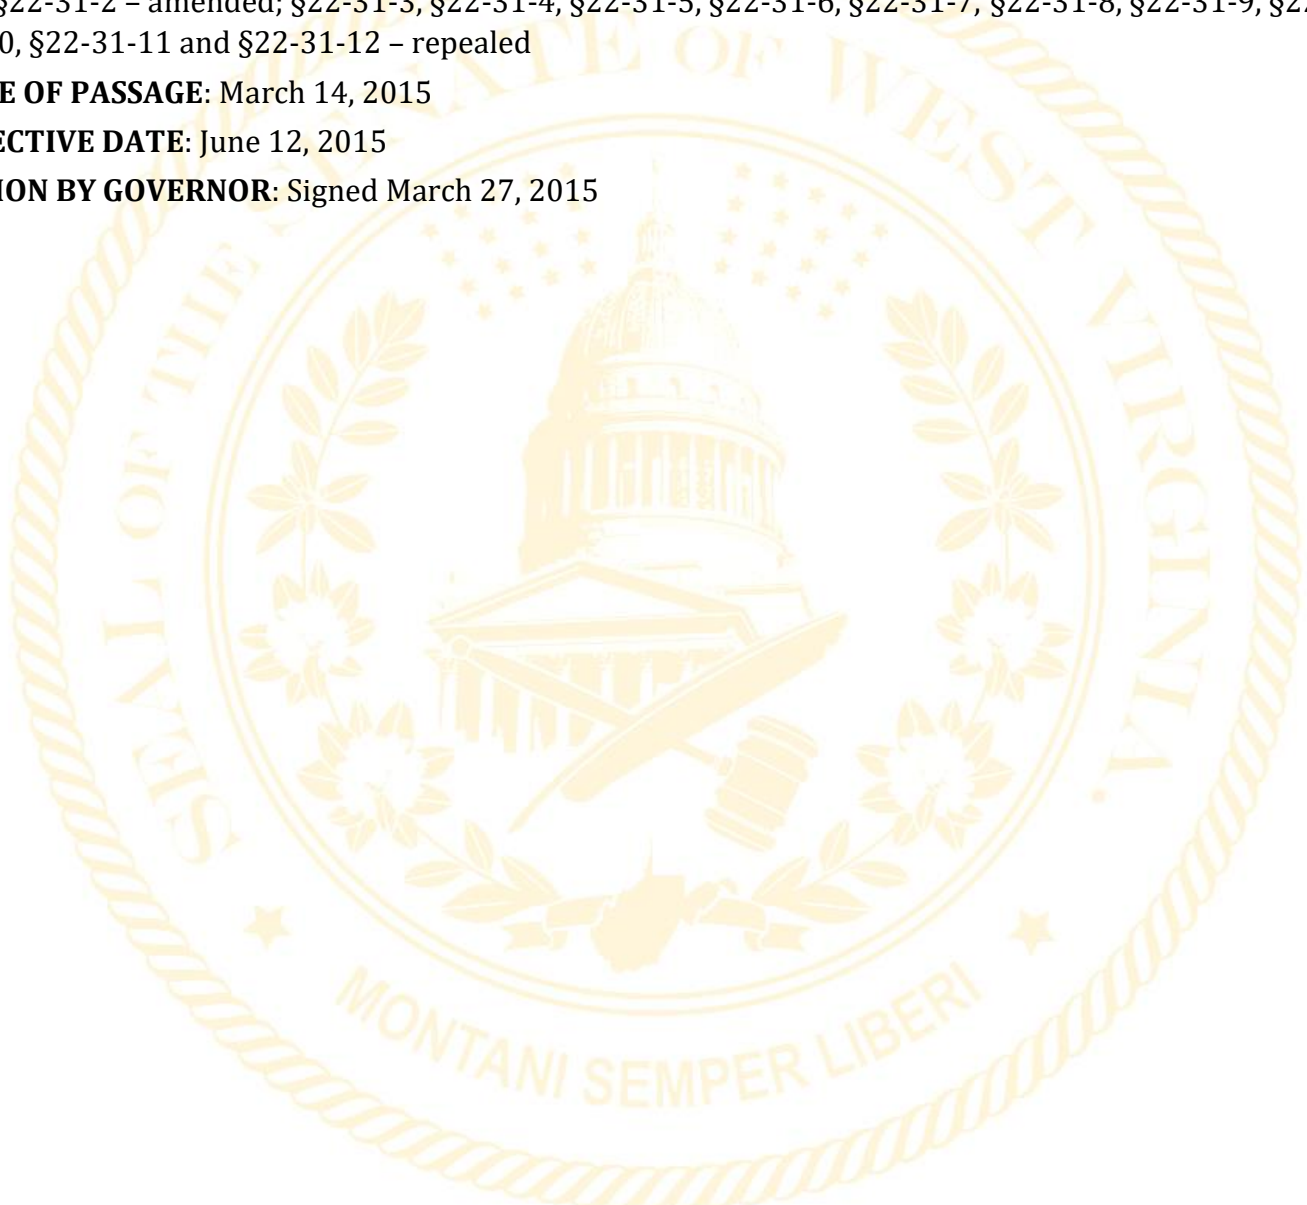 §22-31-2 – amended; §22-31-3, §22-31-4, §22-31-5, §22-31-6, §22-31-7, §22-31-8, §22-31-9,
0, §22-31-11 and §22-31-12 – repealed
E OF PASSAGE: March 14, 2015
ECTIVE DATE: June 12, 2015
ION BY GOVERNOR: Signed March 27, 2015
SEAL OF THE SENATE OF WEST VIRGINIA
MONTANI SEMPER LIBERI